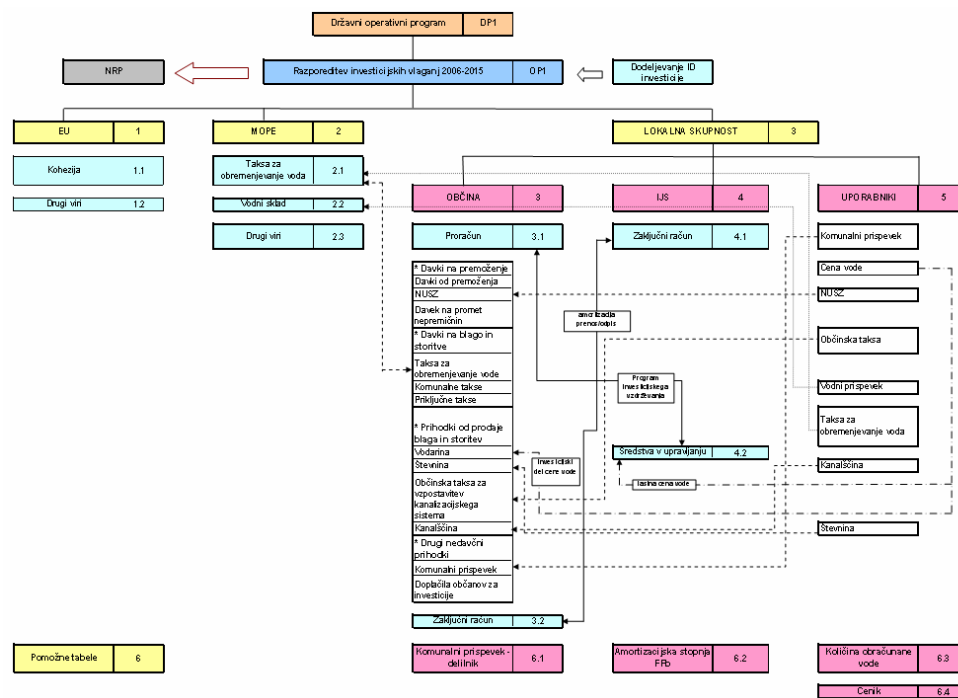 Državni operativni program DP1
NRP
Razporeditev investicijskih vlaganj 2006-2015 OP1
Dodeljevanje ID
investicije
EU 1
MOPE 2
LOKALNA SKUPNOST 3
Kohezija 1.1
Taksa za
obremenjevanje voda 2.1
Drugi viri 1.2
Vodni sklad 2.2
OBČINA 3
IJS 4
UPORABNIKI 5
Drugi viri 2.3
Proračun 3.1
Zaključni račun 4.1
Komunalni prispevek
* Davki na premoženje
Davki od premoženja
NUSZ
Davek na promet
nepremičnin
* Davki na blago in
storitve
Taksa za
obremenjevanje vode
Komunalne takse
Priključne takse
* Prihodki od prodaje
blaga in storitev
Vodarina
Števnina
Občinska taksa za
vzpostavitev
kanalizacijskega
sistema
Kanalščina
* Drugi nedavčni
prihodki
Komunalni prispevek
Doplačila občanov za
investicije
Zaključni račun 3.2
amortizacija
prenos/odpis
Program
investicijskega
vzdrževanja
Investicijski
del cene vode
Sredstva v upravljanju 4.2
lastna cena vode
Cena vode
NUSZ
Občinska taksa
Vodni prispevek
Taksa za
obremenjevanje voda
Kanalščina
Števnina
Pomožne tabele 6
Komunalni prispevek -
delilnik 6.1
Amortizacijska stopnja
FFb 6.2
Količina obračunane
vode 6.3
Cenik 6.4